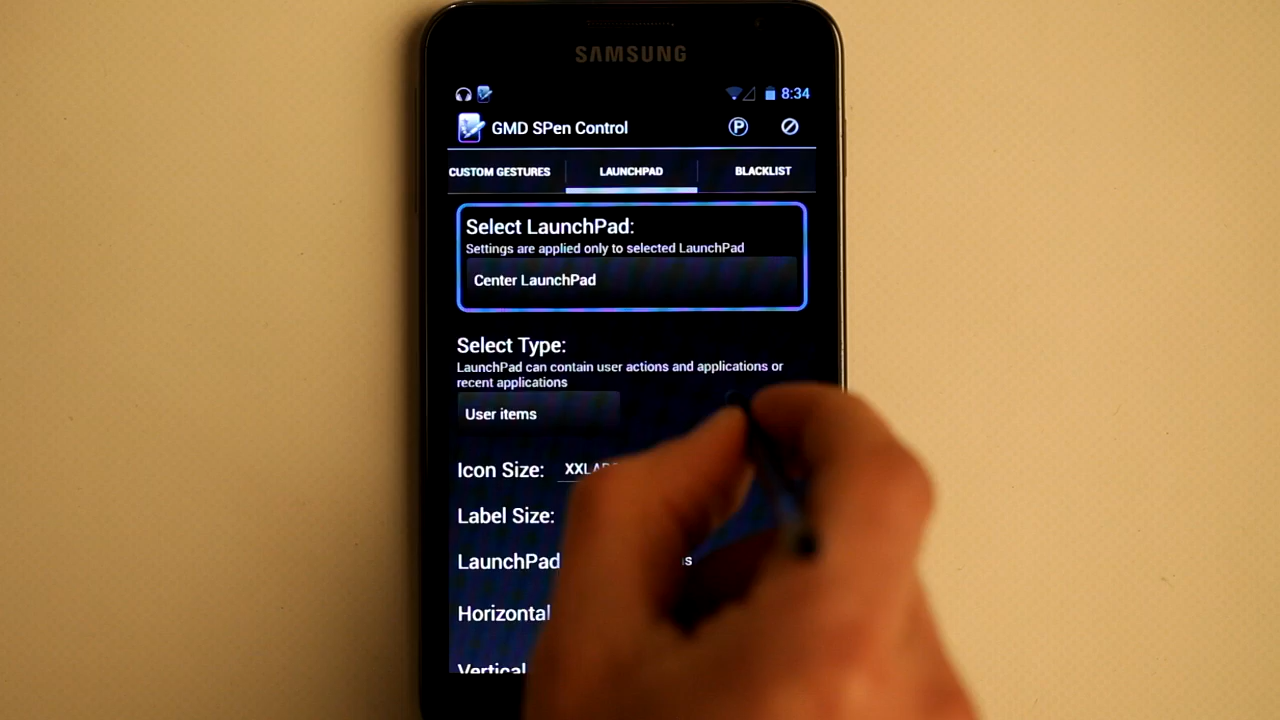 SAMSUNG
8:34
GMD SPen Control
CUSTOM GESTURES
LAUNCHPAD
BLACKLIST
Select LaunchPad:
Settings are applied only to selected LaunchPad
Center LaunchPad
Select Type:
LaunchPad can contain user actions and applications or
recent applications
User items
Icon Size:
Label Size:
LaunchPad
Horizontal
Vertical